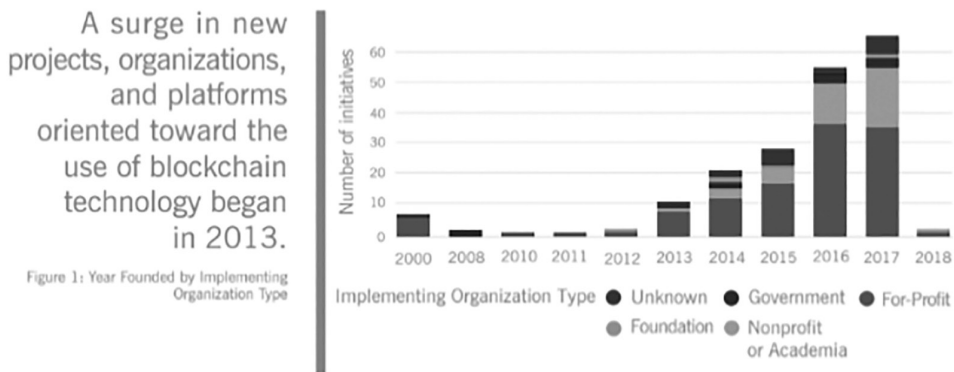 A surge in new
projects, organizations,
and platforms
oriented toward the
use of blockchain
technology began
in 2013.
Figure 1: Year Founded by Implementing
Organization Type
Number of initiatives
60
50
40
30
20
10
0
2000 2008 2010 2011 2012 2013 2014 2015 2016 2017 2018
Implementing Organization Type Unknown Government For-Profit
Foundation Nonprofit
or Academia